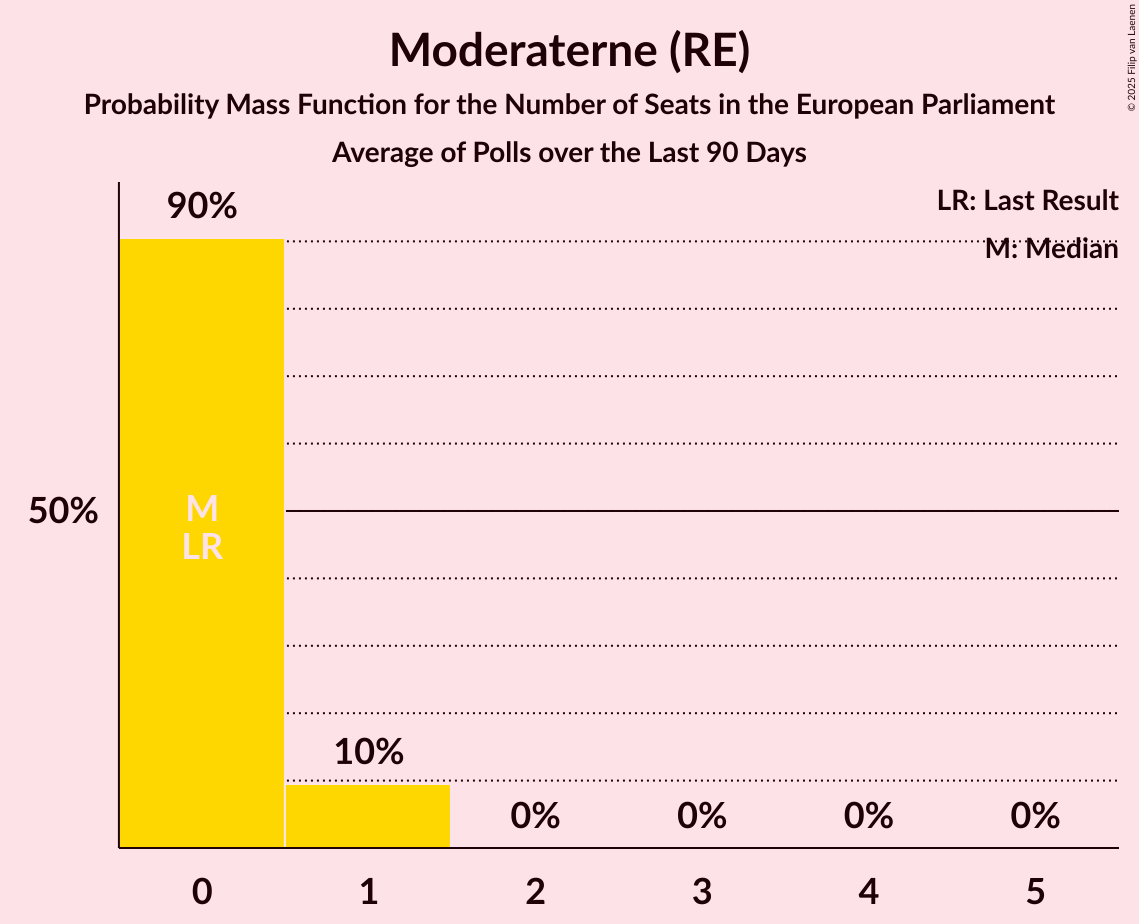 Moderaterne (RE)
Probability Mass Function for the Number of Seats in the European Parliament
Average of Polls over the Last 90 Days
© 2025 Filip van Laenen
LR: Last Result
M: Median
90%
50%
M
LR
10%
0%
0%
0%
0%
0
1
2
3
4
5